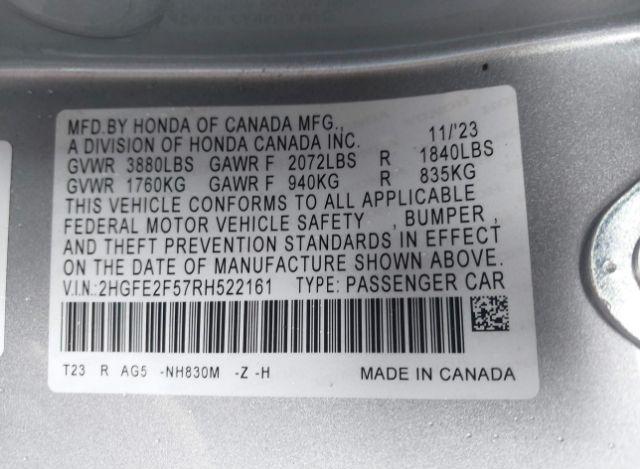 MFD.BY HONDA OF CANADA MFG., 11/'23
A DIVISION OF HONDA CANADA INC.
GVWR 3880LBS GAWR F 2072LBS R 1840LBS
GVWR 1760KG GAWR F 940KG R 835KG
THIS VEHICLE CONFORMS TO ALL APPLICABLE
FEDERAL MOTOR VEHICLE SAFETY , BUMPER ,
AND THEFT PREVENTION STANDARDS IN EFFECT
ON THE DATE OF MANUFACTURE SHOWN ABOVE.
V.I.N.:2HGFE2F57RH522161 TYPE: PASSENGER CAR
T23 R AG5 -NH830M -Z -H MADE IN CANADA